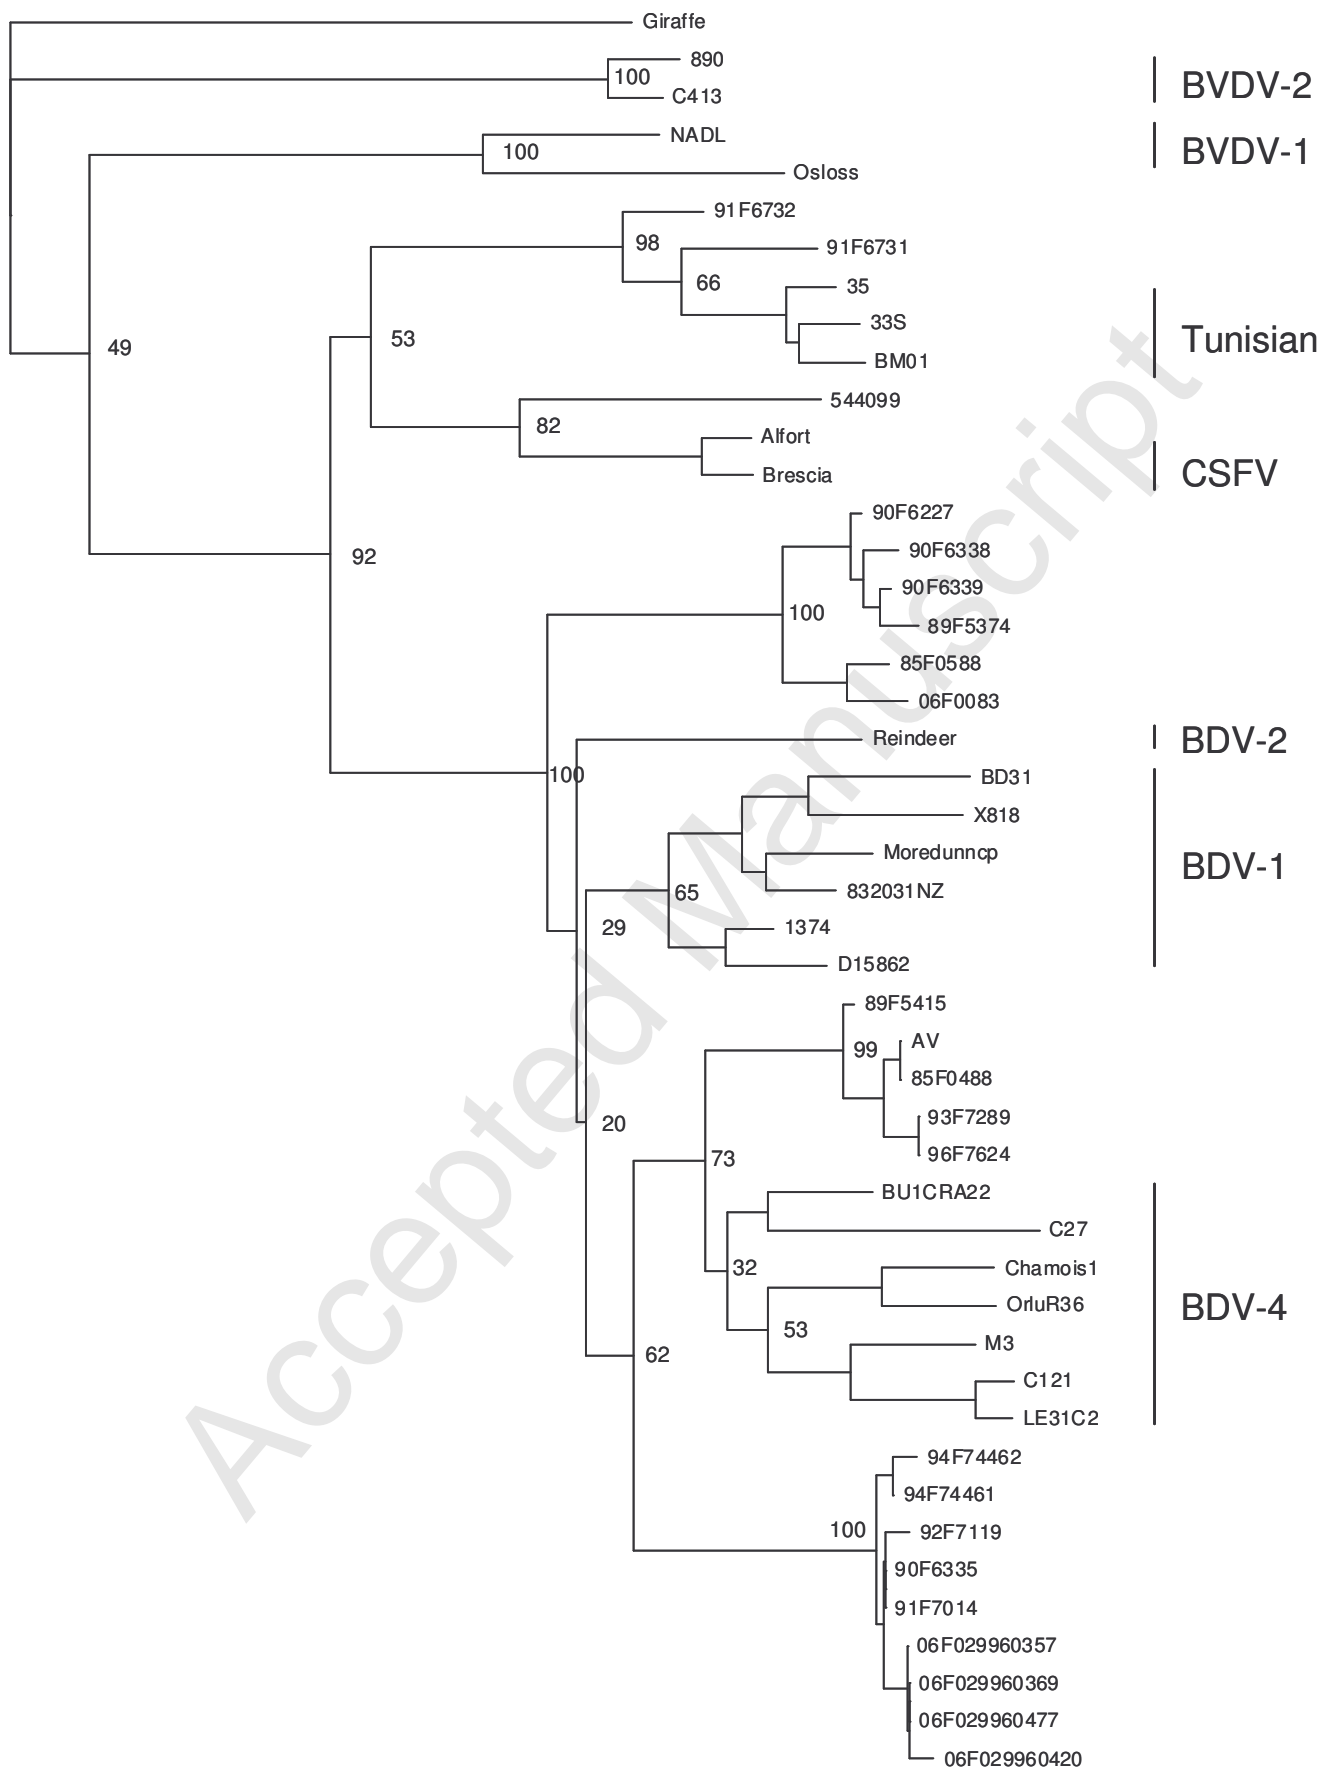 Giraffe
890
100
C413
BVDV-2
NADL
100
Osloss
BVDV-1
91F6732
98
91F6731
66
35
33S
BM01
Tunisian
49
53
544099
82
Alfort
Brescia
CSFV
92
90F6227
90F6338
90F6339
89F5374
100
85F0588
06F0083
Reindeer
BDV-2
100
BD31
X818
Moredunncp
832031NZ
BDV-1
65
29
1374
D15862
89F5415
AV
99
85F0488
93F7289
96F7624
20
73
BU1CRA22
C27
32
Chamois1
OrluR36
BDV-4
53
M3
62
C121
LE31C2
94F74462
94F74461
100
92F7119
90F6335
91F7014
06F029960357
06F029960369
06F029960477
06F029960420
Accepted Manuscript